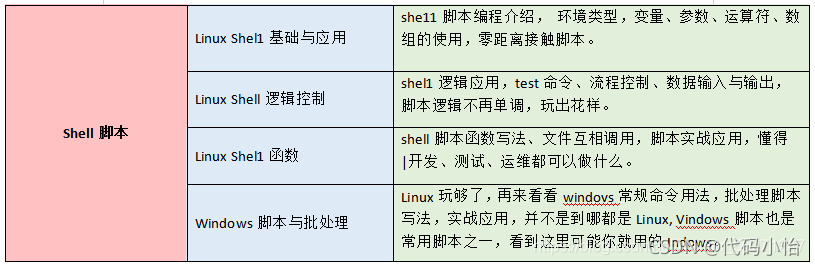 Shell 脚本
Linux Shel1 基础与应用
she11 脚本编程介绍， 环境类型，变量、参数、运算符、数
组的使用，零距离接触脚本。
Linux Shell 逻辑控制
shel1 逻辑应用，test 命令、流程控制、数据输入与输出，
脚本逻辑不再单调，玩出花样。
Linux Shel1 函数
shell 脚本函数写法、文件互相调用，脚本实战应用，懂得
|开发、测试、运维都可以做什么。
Windows 脚本与批处理
Linux 玩够了，再来看看 windovs 常规命令用法，批处理脚本
写法，实战应用，并不是到哪都是 Linux, Vindows 脚本也是
常用脚本之一，看到这里可能你就用的 Indows
CSDN @代码小怡